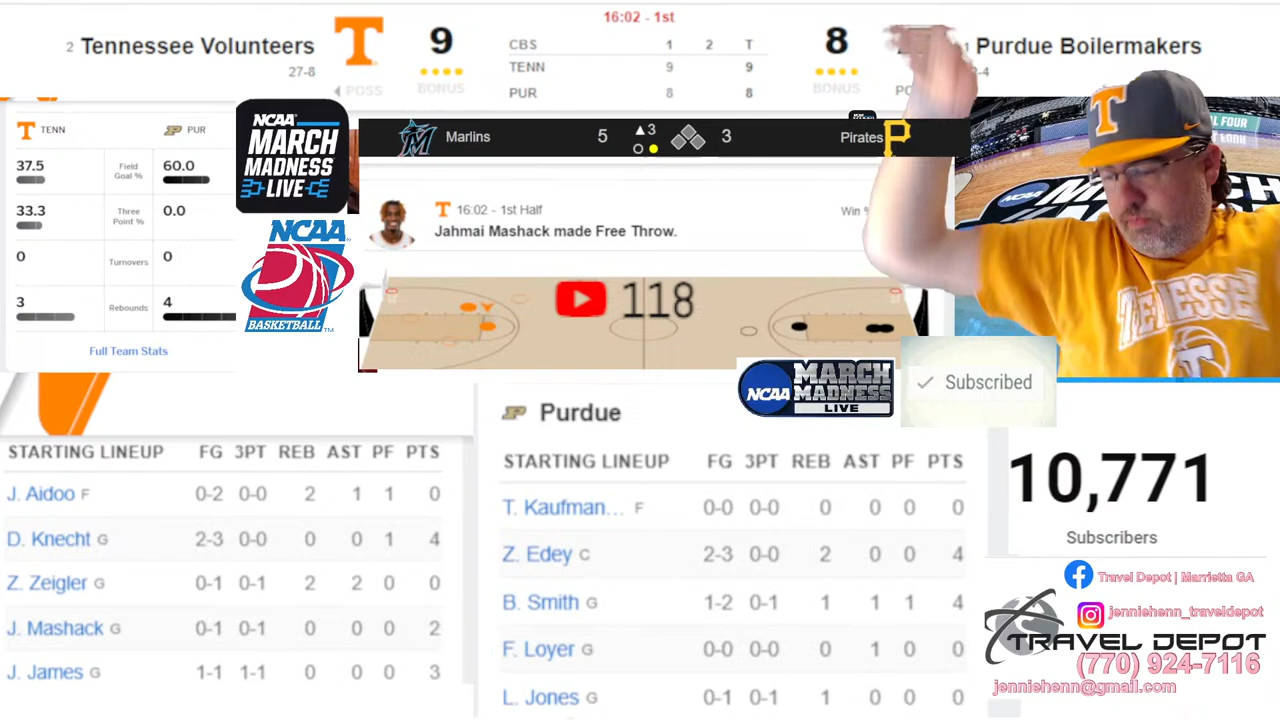 16:02 - 1st
2 Tennessee Volunteers
27-8
T
9
BONUS
POSS
CBS 1 2 T
TENN 9 9
PUR 8 8
8
BONUS
Purdue Boilermakers
-4
TENN PUR
37.5 Field Goal % 60.0
33.3 Three Point % 0.0
0 Turnovers 0
3 Rebounds 4
Full Team Stats
NCAA
MARCH
MADNESS
LIVE
NCAA
BASKETBALL™
Marlins 5 ▲3 3 Pirates P
T 16:02 - 1st Half
Win %
Jahmai Mashack made Free Throw.
118
T
FINAL FOUR
NCAA MARCH
TENNESSEE
T
NCAA MARCH MADNESS LIVE
✓ Subscribed
10,771
Subscribers
STARTING LINEUP FG 3PT REB AST PF PTS
J. Aidoo F 0-2 0-0 2 1 1 0
D. Knecht G 2-3 0-0 0 0 1 4
Z. Zeigler G 0-1 0-1 2 2 0 0
J. Mashack G 0-1 0-1 0 0 0 2
J. James G 1-1 1-1 0 0 0 3
Purdue
STARTING LINEUP FG 3PT REB AST PF PTS
T. Kaufman... F 0-0 0-0 0 0 0 0
Z. Edey C 2-3 0-0 2 0 0 4
B. Smith G 1-2 0-1 1 1 1 4
F. Loyer G 0-0 0-0 0 1 0 0
L. Jones G 0-1 0-1 1 0 0 0
Travel Depot | Marrietta GA
jenniehenn_traveldepot
TRAVEL DEPOT
(770) 924-7116
jenniehenn@gmail.com